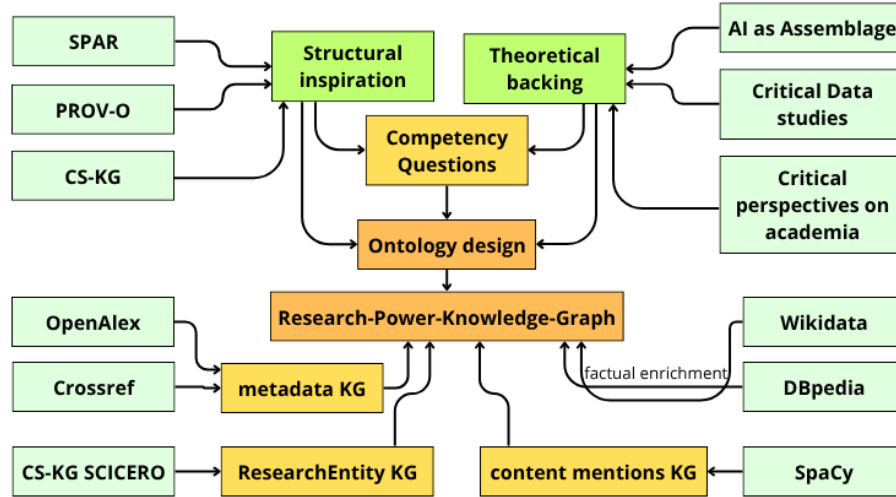 SPAR
PROV-O
CS-KG
Structural
inspiration
Theoretical
backing
AI as Assemblage
Critical Data
studies
Critical
perspectives on
academia
Competency
Questions
Ontology design
Research-Power-Knowledge-Graph
OpenAlex
Crossref
metadata KG
CS-KG SCICERO
ResearchEntity KG
content mentions KG
factual enrichment
Wikidata
DBpedia
SpaCy